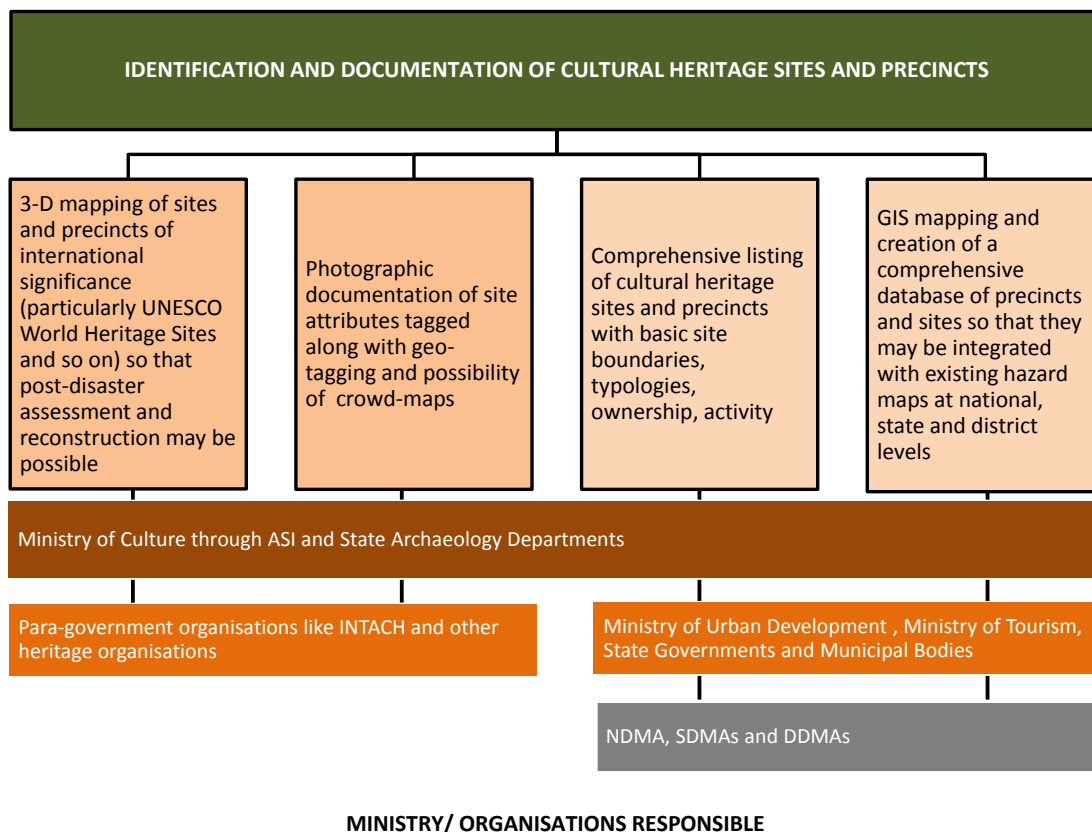 IDENTIFICATION AND DOCUMENTATION OF CULTURAL HERITAGE SITES AND PRECINCTS
3-D mapping of sites
and precincts of
international
significance
(particularly UNESCO
World Heritage Sites
and so on) so that
post-disaster
assessment and
reconstruction may be
possible
Photographic
documentation of site
attributes tagged
along with geo-
tagging and possibility
of crowd-maps
Comprehensive listing
of cultural heritage
sites and precincts
with basic site
boundaries,
typologies,
ownership, activity
GIS mapping and
creation of a
comprehensive
database of precincts
and sites so that they
may be integrated
with existing hazard
maps at national,
state and district
levels
Ministry of Culture through ASI and State Archaeology Departments
Para-government organisations like INTACH and other
heritage organisations
Ministry of Urban Development , Ministry of Tourism,
State Governments and Municipal Bodies
NDMA, SDMAs and DDMAs
MINISTRY/ ORGANISATIONS RESPONSIBLE